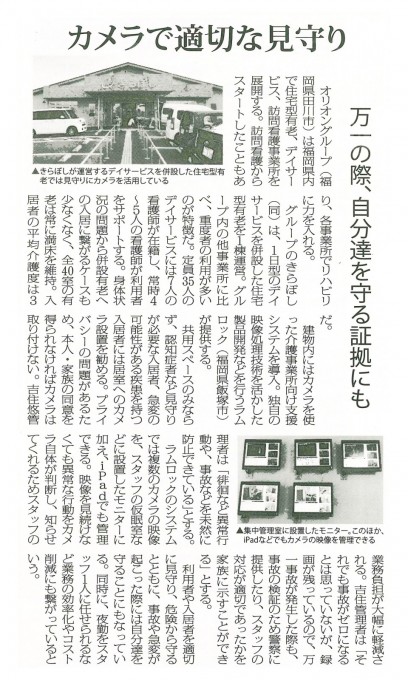 カメラで適切な見守り
万一の際、自分達を守る証拠にも
▲きらぼしが運営するデイサービスを併設した住宅型有
老では見守りにカメラを活用している
オリオングループ(福
岡県田川市)は福岡県内
で住宅型有老、デイサー
ビス、訪問看護事業所を
展開する。訪問看護から
スタートしたこともあ
り、各事業所でリハビリ
に力を入れる。
グループのきらぼし
(同)は、1日型のデイ
サービスを併設した住宅
型有老を1棟運営。グル
ープ内の他事業所に比
べ、重度者の利用が多い
のが特徴だ。定員35人の
デイサービスには7人の
看護師が在籍し、常時4
～5人の看護師が利用者
をサポートする。身体状
況の問題から併設有老へ
の入居に繋がるケースも
少なくなく、全40室の有
老は常に満床を維持。入
居者の平均介護度は3
だ。
建物内にはカメラを使
った介護事業所向け支援
システムを導入。独自の
映像処理技術を活かした
製品開発などを行うラム
ロック(福岡県飯塚市)
が提供する。
共用スペースのみなら
ず、認知症者など見守り
が必要な入居者、急変の
可能性がある疾患を持つ
入居者には居室へのカメ
ラ設置を勧める。プライ
バシーの問題があるた
め、本人・家族の同意を
得られなければカメラは
取り付けない。吉住悠管
▲集中管理室に設置したモニター。このほか、
iPadなどでもカメラの映像を管理できる
理者は「徘徊など異常行
動や、事故などを未然に
防止できている」とする。
ラムロックのシステム
では複数のカメラの映像
を、スタッフの仮眠室な
どに設置したモニターに
加え、iPadでも管理
できる。映像を見続けな
くても異常な行動をカメ
ラ自体が判断し、知らせ
てくれるためスタッフの
業務負担が大幅に軽減さ
れる。吉住管理者は「そ
れでも事故がゼロになる
とは思っていないが、録
画が残っているので、万
一事故が発生した際も、
事故の検証のため警察に
提供したり、スタッフの
対応が適切であったかを
家族に示すことができ
る」とする。
利用者や入居者を適切
に見守り、危険から守る
とともに、事故や急変が
起こった際には自分達を
守ることにもなってい
る。同時に、夜勤をスタ
ッフ1人に任せられるな
ど業務の効率化やコスト
削減にも繋がっていると
いう。